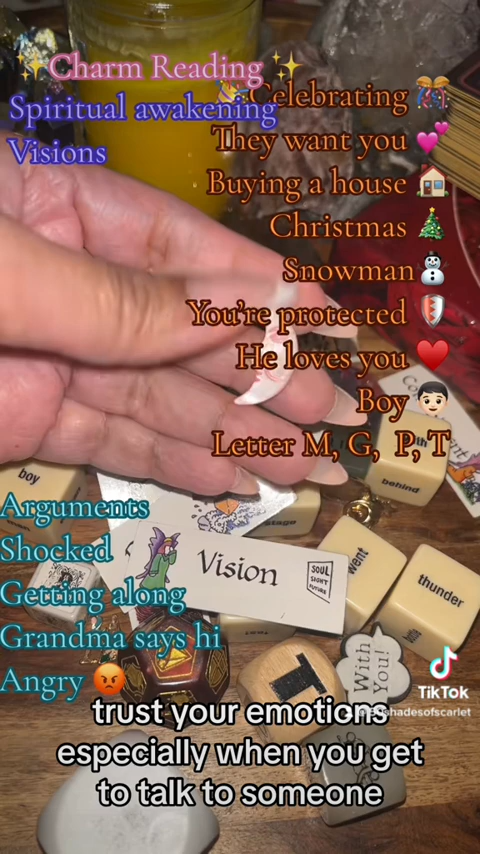 ✨Charm Reading✨
Spiritual awakening
Visions
🎉Celebrating 🎊
They want you 💕
Buying a house 🏠
Christmas 🎄
Snowman ⛄
You're protected 🛡️
He loves you ♥️
Boy 👦🏻
Letter M, G, P, T
boy
behind
stage
Arguments
Shocked
Getting along
Grandma says hi
Angry 😡
Vision
SOUL
SIGHT
FUTURE
went
thunder
With
You!
T
TikTok
trust your emotions
especially when you get
to talk to someone